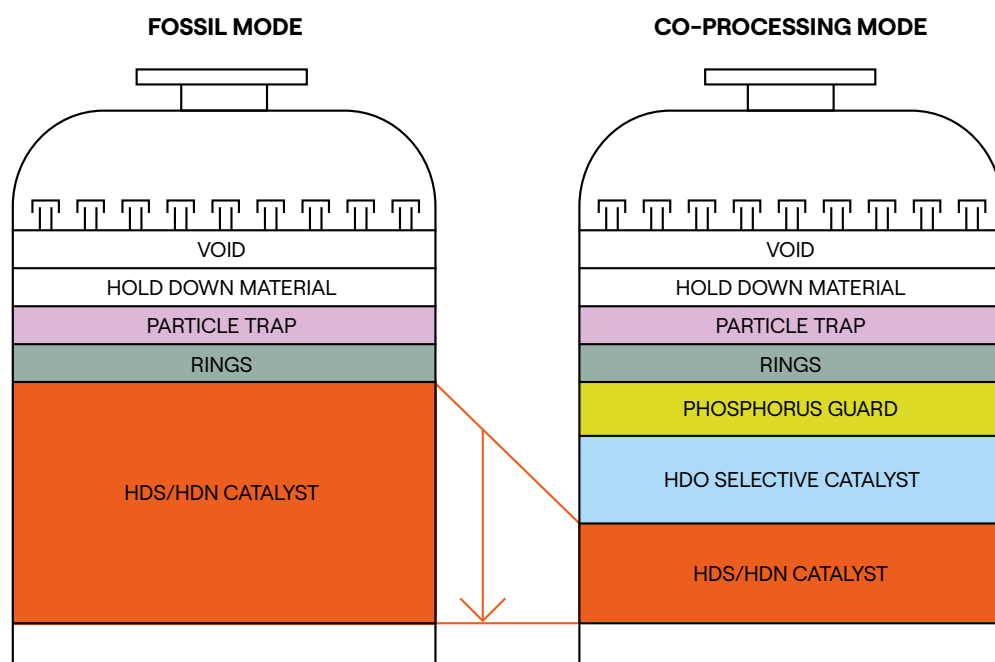 FOSSIL MODE
VOID
HOLD DOWN MATERIAL
PARTICLE TRAP
RINGS
HDS/HDN CATALYST
CO-PROCESSING MODE
VOID
HOLD DOWN MATERIAL
PARTICLE TRAP
RINGS
PHOSPHORUS GUARD
HDO SELECTIVE CATALYST
HDS/HDN CATALYST